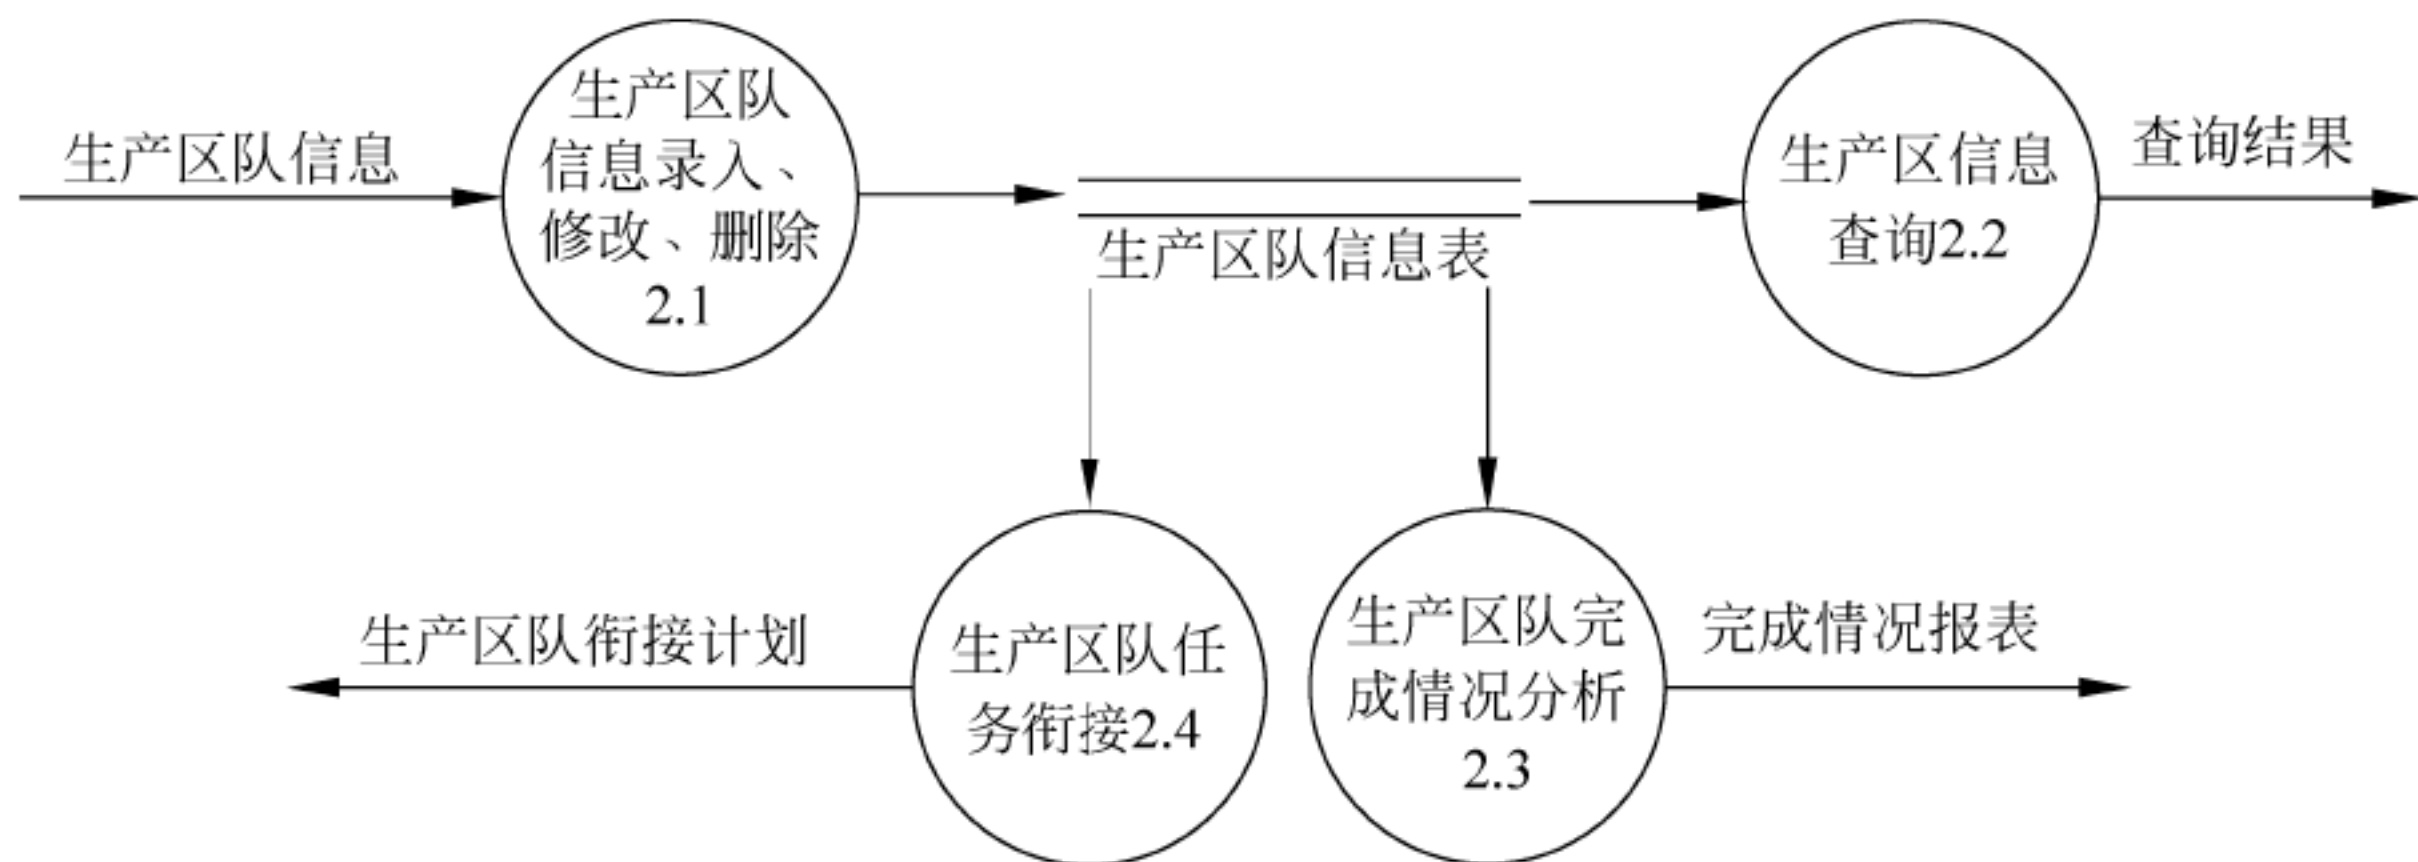 生产区队信息
生产区队
信息录入、
修改、删除
2.1
生产区队信息表
生产区信息
查询2.2
查询结果
生产区队衔接计划
生产区队任
务衔接2.4
生产区队完
成情况分析
2.3
完成情况报表